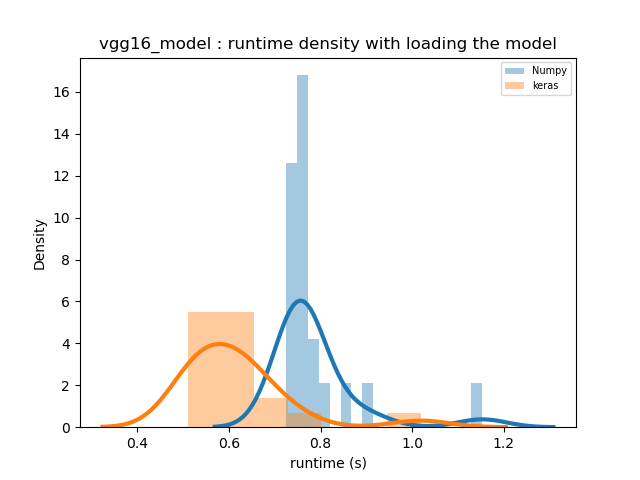 vgg16_model : runtime density with loading the model
Numpy
keras
Density
16
14
12
10
8
6
4
2
0
0.4 0.6 0.8 1.0 1.2
runtime (s)